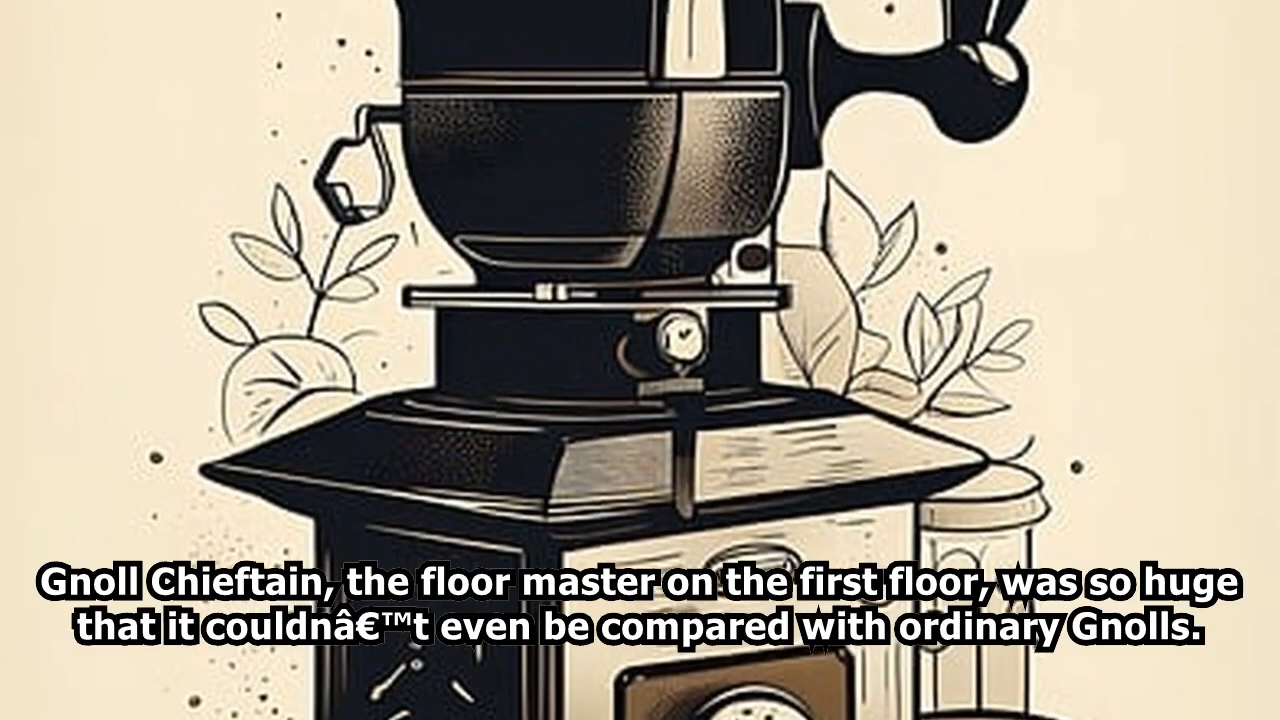 Gnoll Chieftain, the floor master on the first floor, was so huge
that it couldnâ€™t even be compared with ordinary Gnolls.